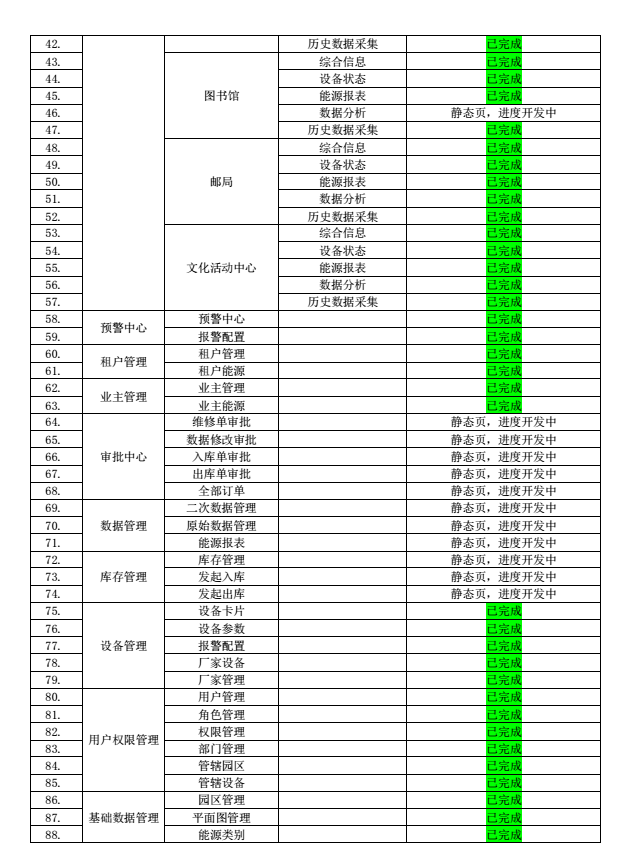 42. 历史数据采集 已完成
43. 综合信息 已完成
44. 设备状态 已完成
45. 图书馆 能源报表 已完成
46. 数据分析 静态页，进度开发中
47. 历史数据采集 已完成
48. 综合信息 已完成
49. 设备状态 已完成
50. 邮局 能源报表 已完成
51. 数据分析 已完成
52. 历史数据采集 已完成
53. 综合信息 已完成
54. 设备状态 已完成
55. 文化活动中心 能源报表 已完成
56. 数据分析 已完成
57. 历史数据采集 已完成
58. 预警中心 预警中心 已完成
59. 报警配置 已完成
60. 租户管理 租户管理 已完成
61. 租户能源 已完成
62. 业主管理 业主管理 已完成
63. 业主能源 已完成
64. 维修单审批 静态页，进度开发中
65. 数据修改审批 静态页，进度开发中
66. 审批中心 入库单审批 静态页，进度开发中
67. 出库单审批 静态页，进度开发中
68. 全部订单 静态页，进度开发中
69. 二次数据管理 静态页，进度开发中
70. 数据管理 原始数据管理 静态页，进度开发中
71. 能源报表 静态页，进度开发中
72. 库存管理 静态页，进度开发中
73. 库存管理 发起入库 静态页，进度开发中
74. 发起出库 静态页，进度开发中
75. 设备卡片 已完成
76. 设备参数 已完成
77. 设备管理 报警配置 已完成
78. 厂家设备 已完成
79. 厂家管理 已完成
80. 用户管理 已完成
81. 角色管理 已完成
82. 用户权限管理 权限管理 已完成
83. 部门管理 已完成
84. 管辖园区 已完成
85. 管辖设备 已完成
86. 园区管理 已完成
87. 基础数据管理 平面图管理 已完成
88. 能源类别 已完成